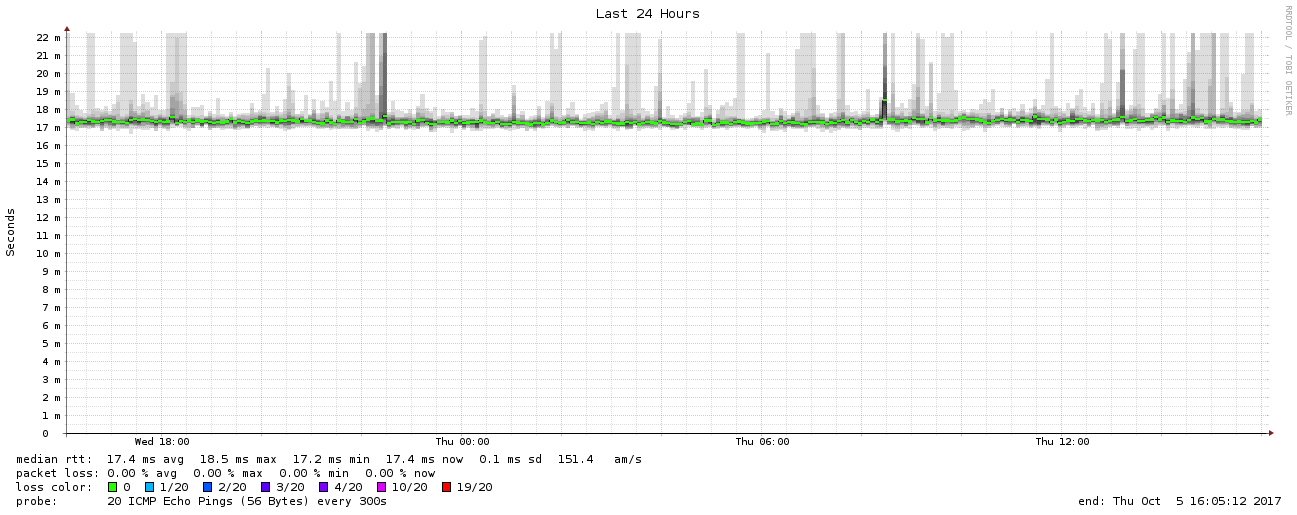 Last 24 Hours
RRDTOOL / TOBI OETIKER
Seconds
22 m
21 m
20 m
19 m
18 m
17 m
16 m
15 m
14 m
13 m
12 m
11 m
10 m
9 m
8 m
7 m
6 m
5 m
4 m
3 m
2 m
1 m
0
Wed 18:00 Thu 00:00 Thu 06:00 Thu 12:00
median rtt: 17.4 ms avg 18.5 ms max 17.2 ms min 17.4 ms now 0.1 ms sd 151.4 am/s
packet loss: 0.00 % avg 0.00 % max 0.00 % min 0.00 % now
loss color: 0 1/20 2/20 3/20 4/20 10/20 19/20
probe: 20 ICMP Echo Pings (56 Bytes) every 300s end: Thu Oct 5 16:05:12 2017